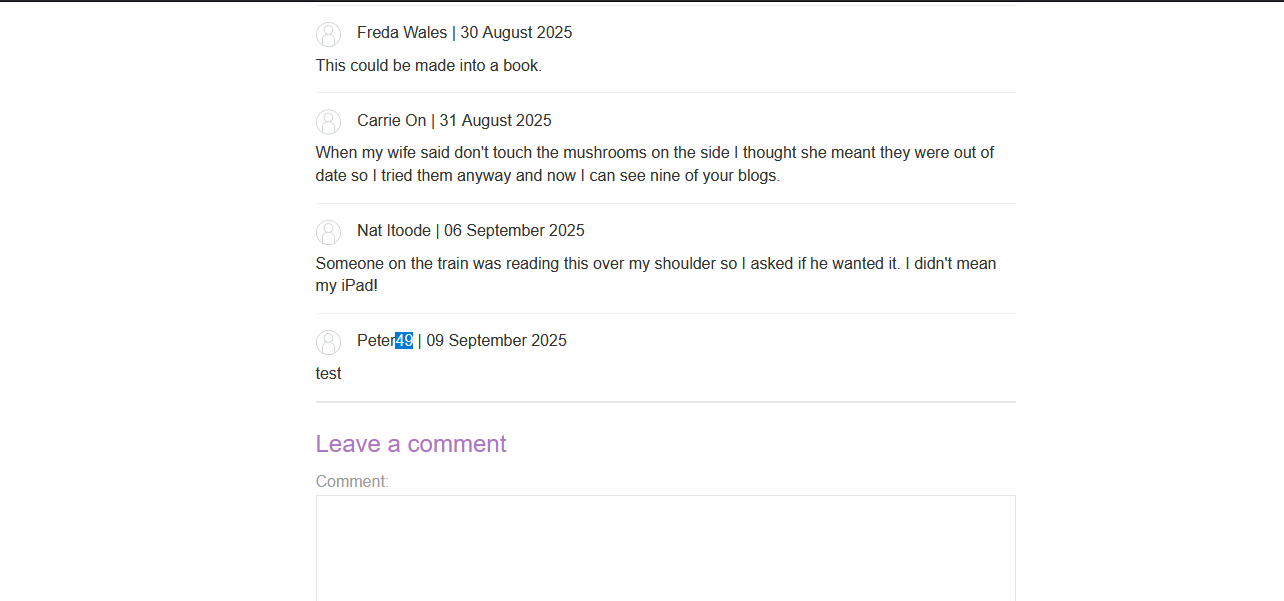 Freda Wales | 30 August 2025
This could be made into a book.
Carrie On | 31 August 2025
When my wife said don't touch the mushrooms on the side I thought she meant they were out of
date so I tried them anyway and now I can see nine of your blogs.
Nat Itoode | 06 September 2025
Someone on the train was reading this over my shoulder so I asked if he wanted it. I didn't mean
my iPad!
Peter49 | 09 September 2025
test
Leave a comment
Comment: